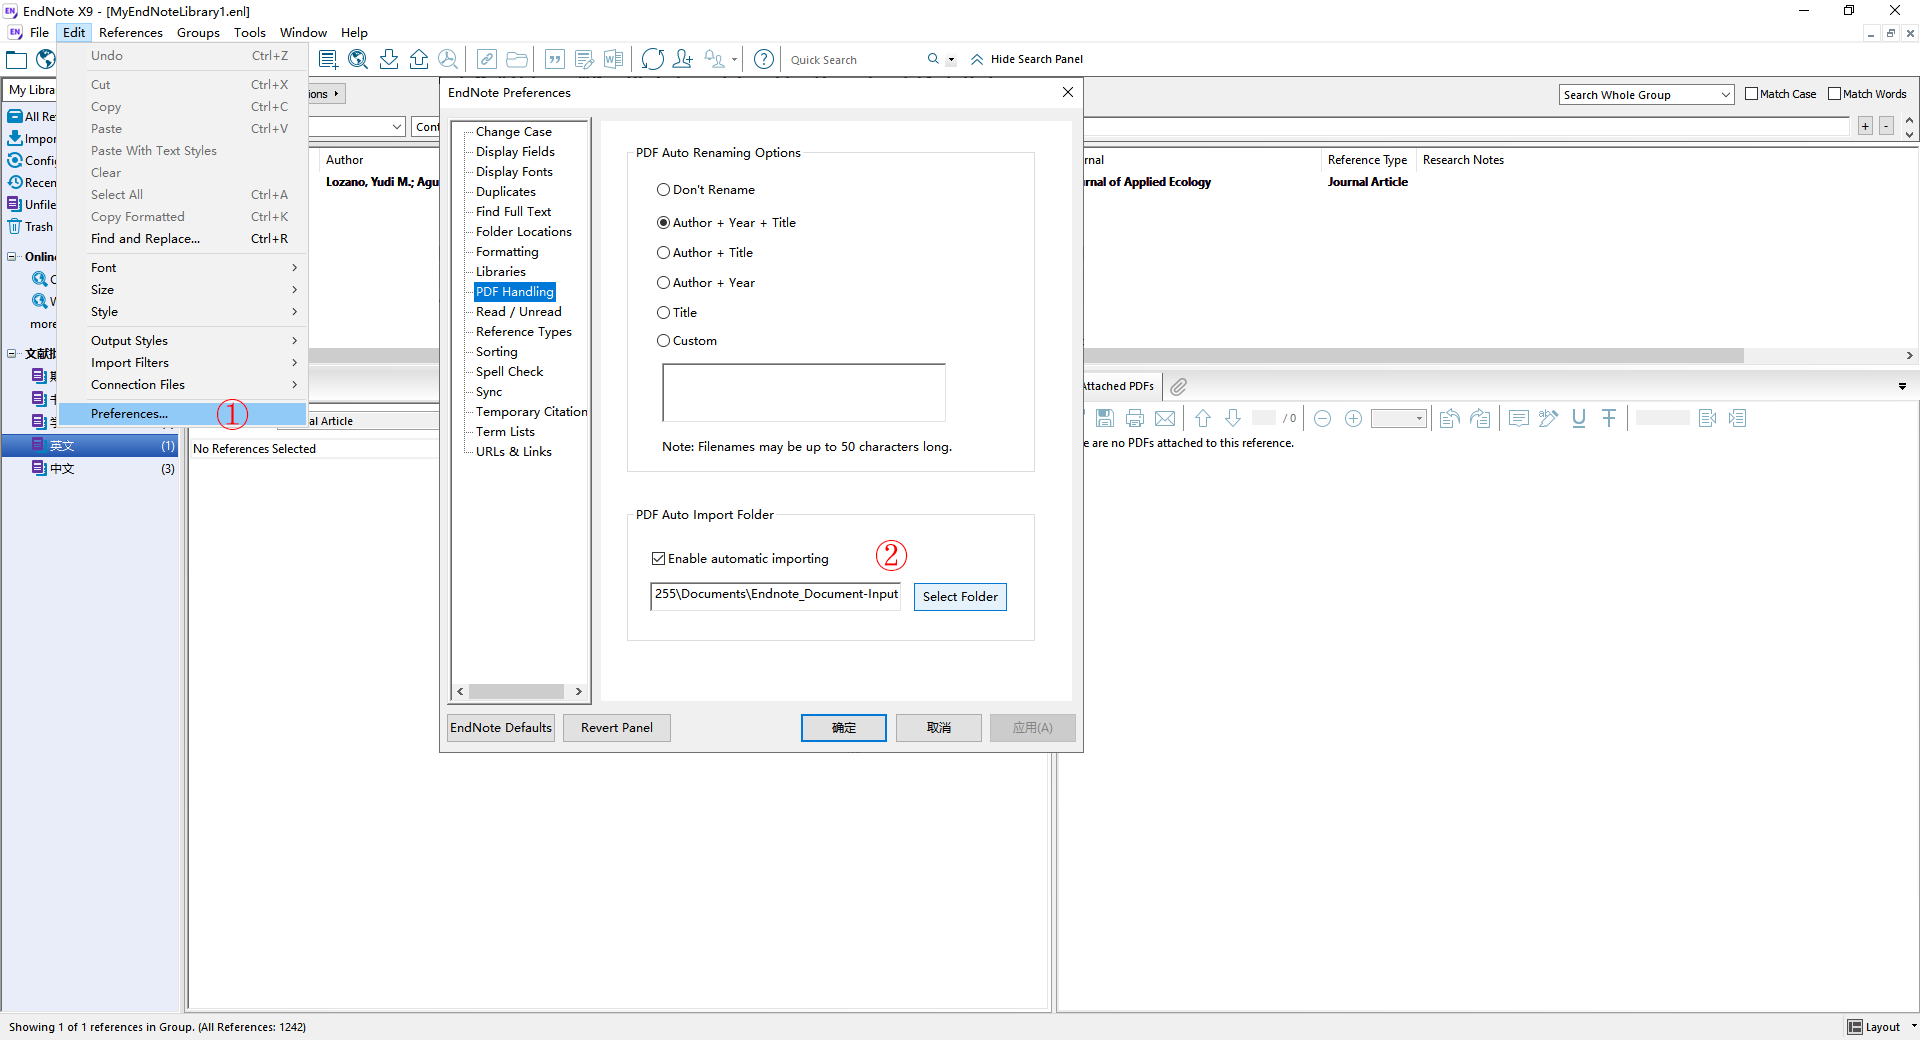 EndNote X9 - [MyEndNoteLibrary1.enl]
File Edit References Groups Tools Window Help
Quick Search
Hide Search Panel
My Libra
All Re
Impor
Config
Recen
Unfile
Trash
Online
C
W
more
文献
英文 (1)
中文 (3)
Undo Ctrl+Z
Cut Ctrl+X
Copy Ctrl+C
Paste Ctrl+V
Paste With Text Styles
Clear
Select All Ctrl+A
Copy Formatted Ctrl+K
Find and Replace... Ctrl+R
Font
Size
Style
Output Styles
Import Filters
Connection Files
Preferences... ①
ions
Cont
Search Whole Group
Match Case
Match Words
+ -
Author
rnal
Reference Type
Research Notes
Lozano, Yudi M.; Agu
rnal of Applied Ecology
Journal Article
al Article
No References Selected
EndNote Preferences
Change Case
Display Fields
Display Fonts
Duplicates
Find Full Text
Folder Locations
Formatting
Libraries
PDF Handling
Read / Unread
Reference Types
Sorting
Spell Check
Sync
Temporary Citation
Term Lists
URLs & Links
PDF Auto Renaming Options
Don't Rename
Author + Year + Title
Author + Title
Author + Year
Title
Custom
Note: Filenames may be up to 50 characters long.
PDF Auto Import Folder
Enable automatic importing ②
255\Documents\Endnote_Document-Input
Select Folder
EndNote Defaults
Revert Panel
确定
取消
应用(A)
Attached PDFs
/ 0
e are no PDFs attached to this reference.
Showing 1 of 1 references in Group. (All References: 1242)
Layout